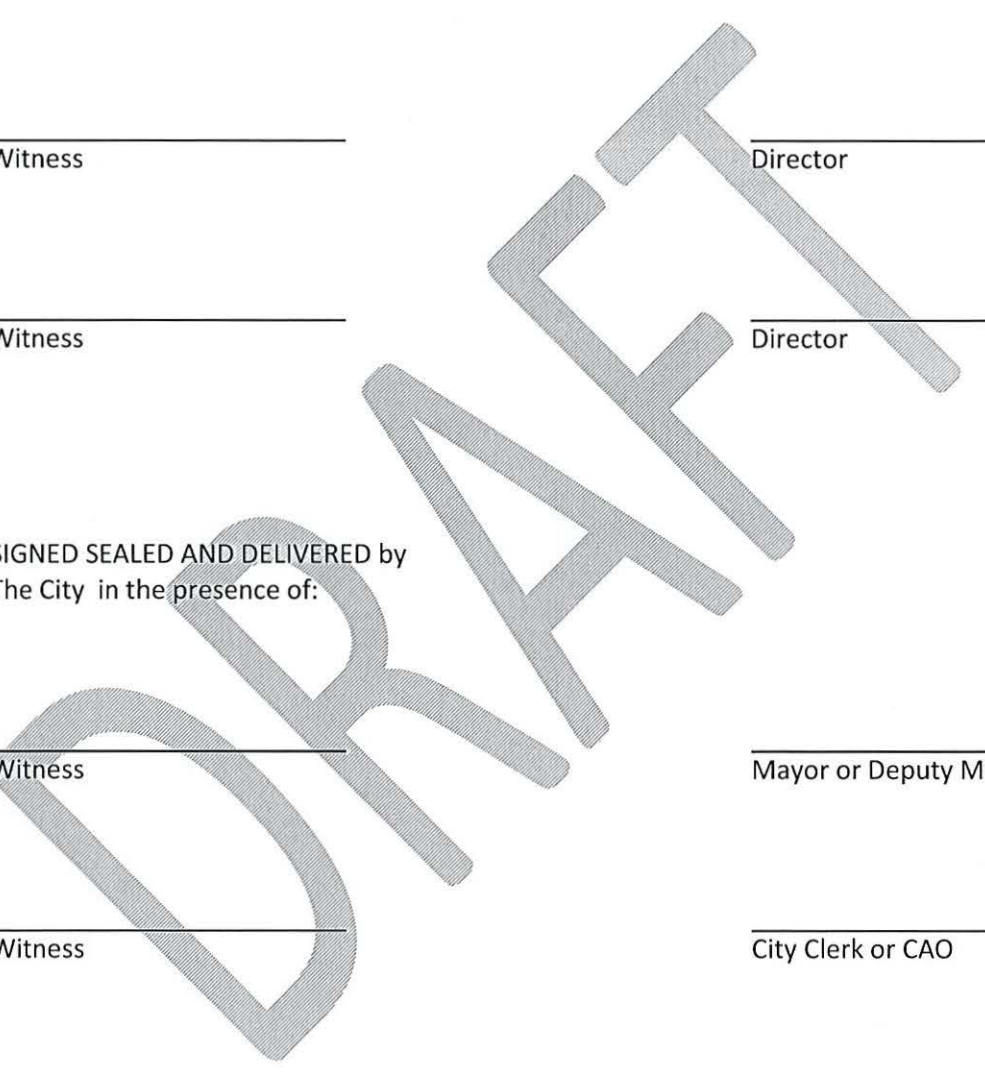 Witness
Director
Witness
Director
SIGNED SEALED AND DELIVERED by
The City in the presence of:
Witness
Mayor or Deputy M
Witness
City Clerk or CAO
DRAFT